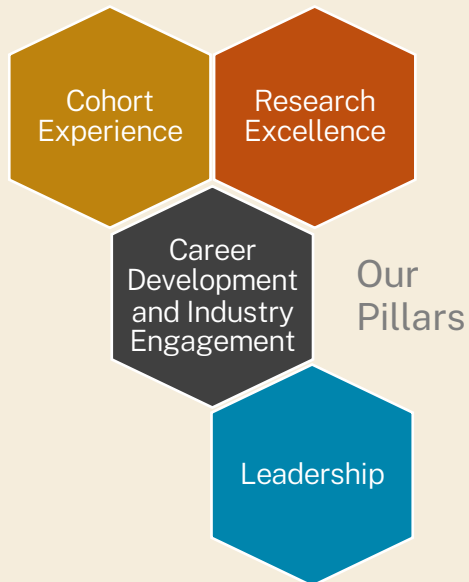 Cohort
Experience
Research
Excellence
Career
Development
and Industry
Engagement
Our
Pillars
Leadership